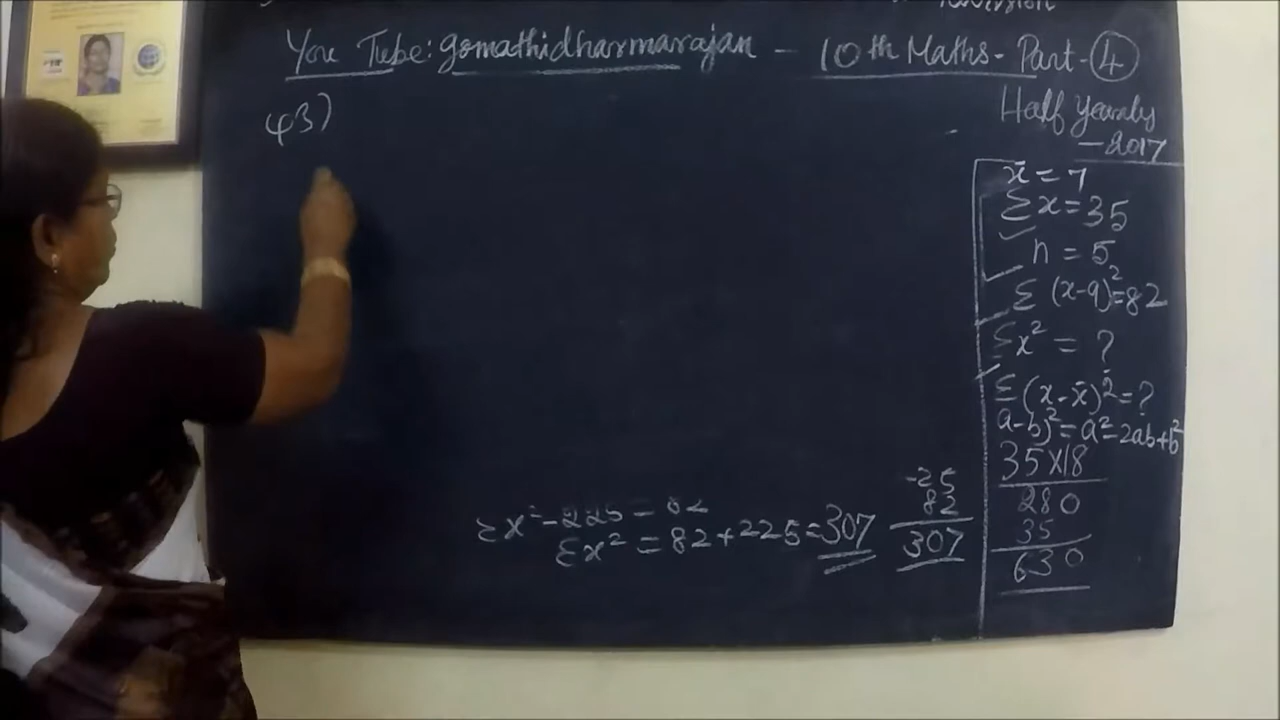 You Tube: gomathidharmarajan - 10th Maths - Part - 4
Half Yearly
- 2017
43)
x̄ = 7
Σx = 35
n = 5
Σ(x-9)² = 82
Σx² = ?
Σ(x-x̄)² = ?
a-b)² = a² - 2ab + b²
35 x 18
280
35
630
Σx² - 225 = 82
Σx² = 82 + 225 = 307
25
82
307